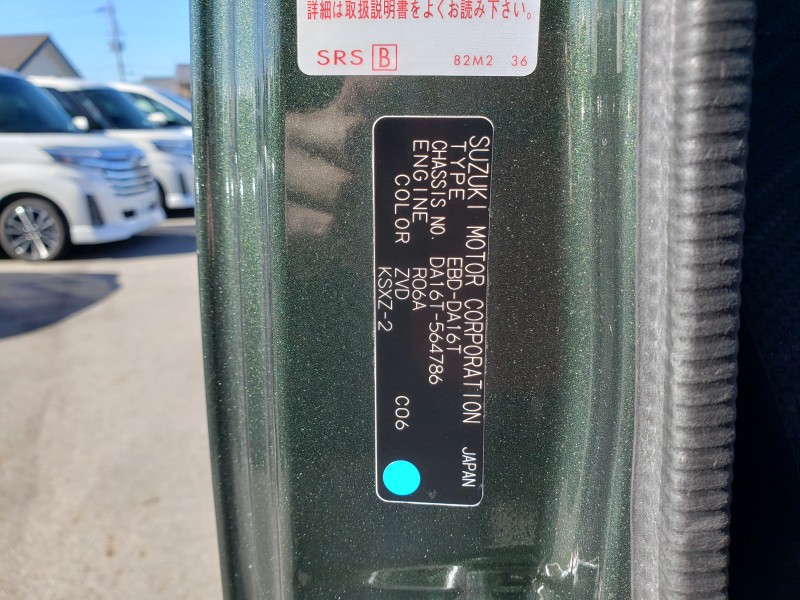 詳細は取扱説明書をよくお読み下さい。
SRS B 82M2 36
SUZUKI MOTOR CORPORATION JAPAN
TYPE EBD-DA16T
CHASSIS NO. DA16T-564786
ENGINE R06A
COLOR ZVD
KSXZ-2 C06